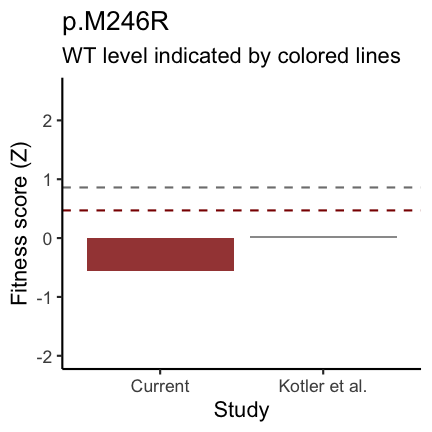 p.M246R
WT level indicated by colored lines
Fitness score (Z)
2
1
0
-1
-2
Current
Kotler et al.
Study